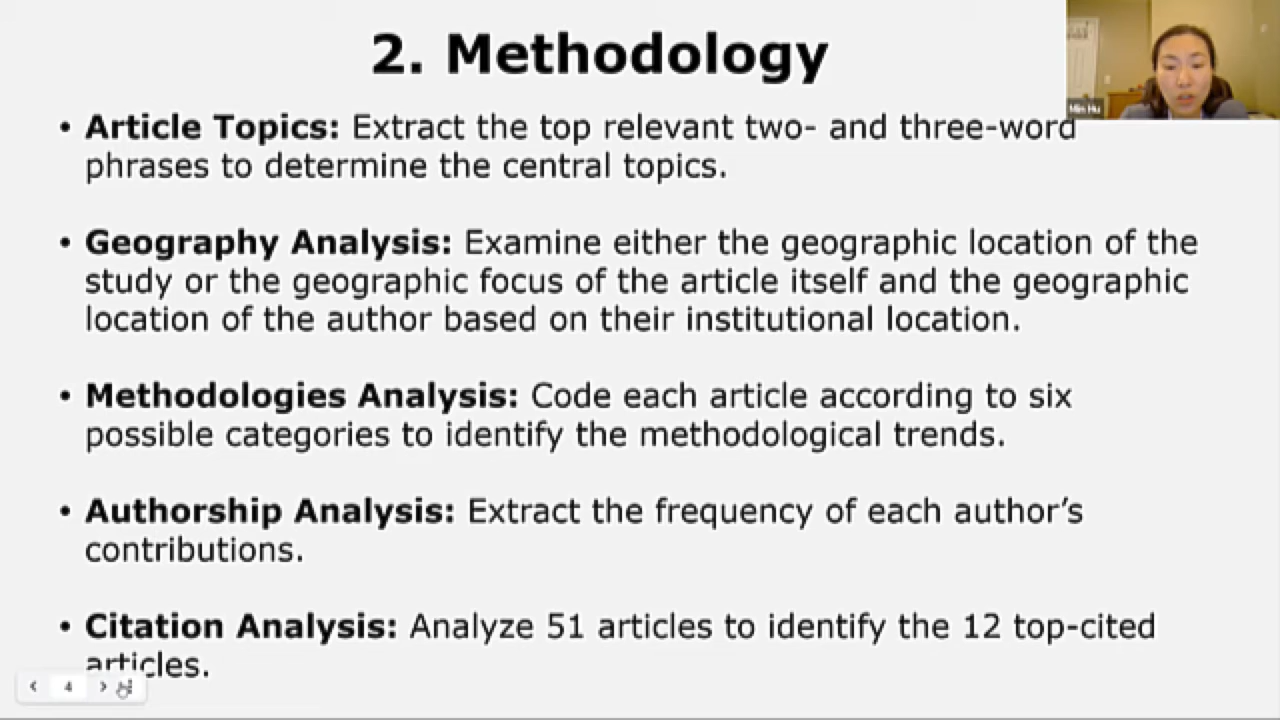 2. Methodology
Min Hu
• Article Topics: Extract the top relevant two- and three-word
phrases to determine the central topics.
• Geography Analysis: Examine either the geographic location of the
study or the geographic focus of the article itself and the geographic
location of the author based on their institutional location.
• Methodologies Analysis: Code each article according to six
possible categories to identify the methodological trends.
• Authorship Analysis: Extract the frequency of each author’s
contributions.
• Citation Analysis: Analyze 51 articles to identify the 12 top-cited
articles.
4